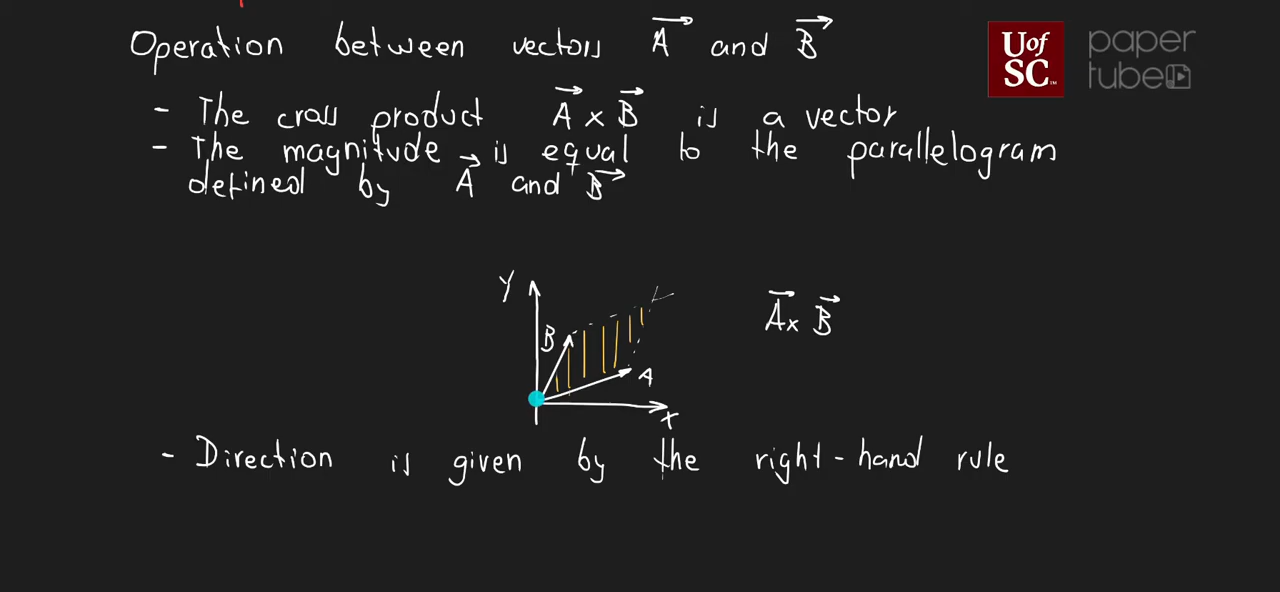 Operation between vectors A and B
UofSC™
paper tube
- The cross product A x B is a vector
- The magnitude is equal to the parallelogram
defined by A and B
Y
B
A
X
A x B
- Direction is given by the right-hand rule